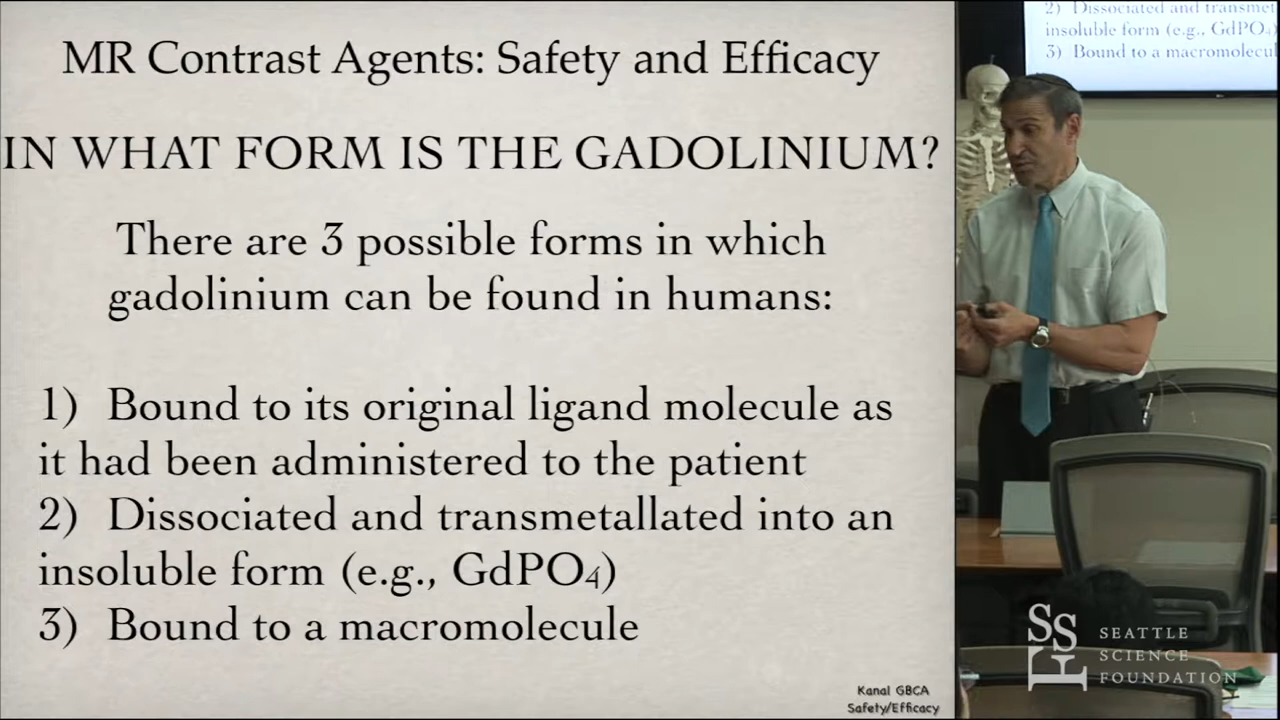 MR Contrast Agents: Safety and Efficacy
IN WHAT FORM IS THE GADOLINIUM?
There are 3 possible forms in which
gadolinium can be found in humans:
1) Bound to its original ligand molecule as
it had been administered to the patient
2) Dissociated and transmetallated into an
insoluble form (e.g., GdPO4)
3) Bound to a macromolecule
Kanal GBCA
Safety/Efficacy
2) Dissociated and transmet
insoluble form (e.g., GdPO4)
3) Bound to a macromolecu
SSF
SEATTLE
SCIENCE
FOUNDATION